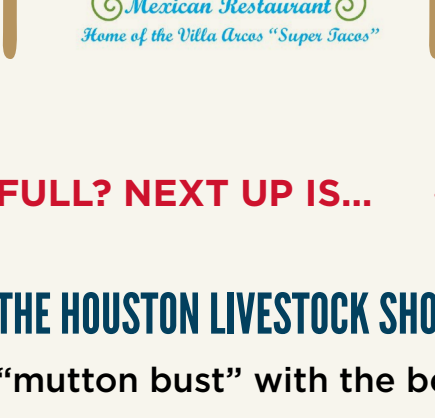 Mexican Restaurant
Home of the Villa Arcos “Super Tacos”
FULL? NEXT UP IS...
THE HOUSTON LIVESTOCK SHO
“mutton bust” with the be